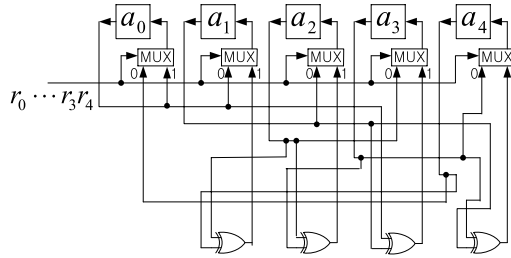 a₀ a₁ a₂ a₃ a₄
MUX MUX MUX MUX MUX
0 1 0 1 0 1 0 1 0 1
r₀ ⋯ r₃r₄